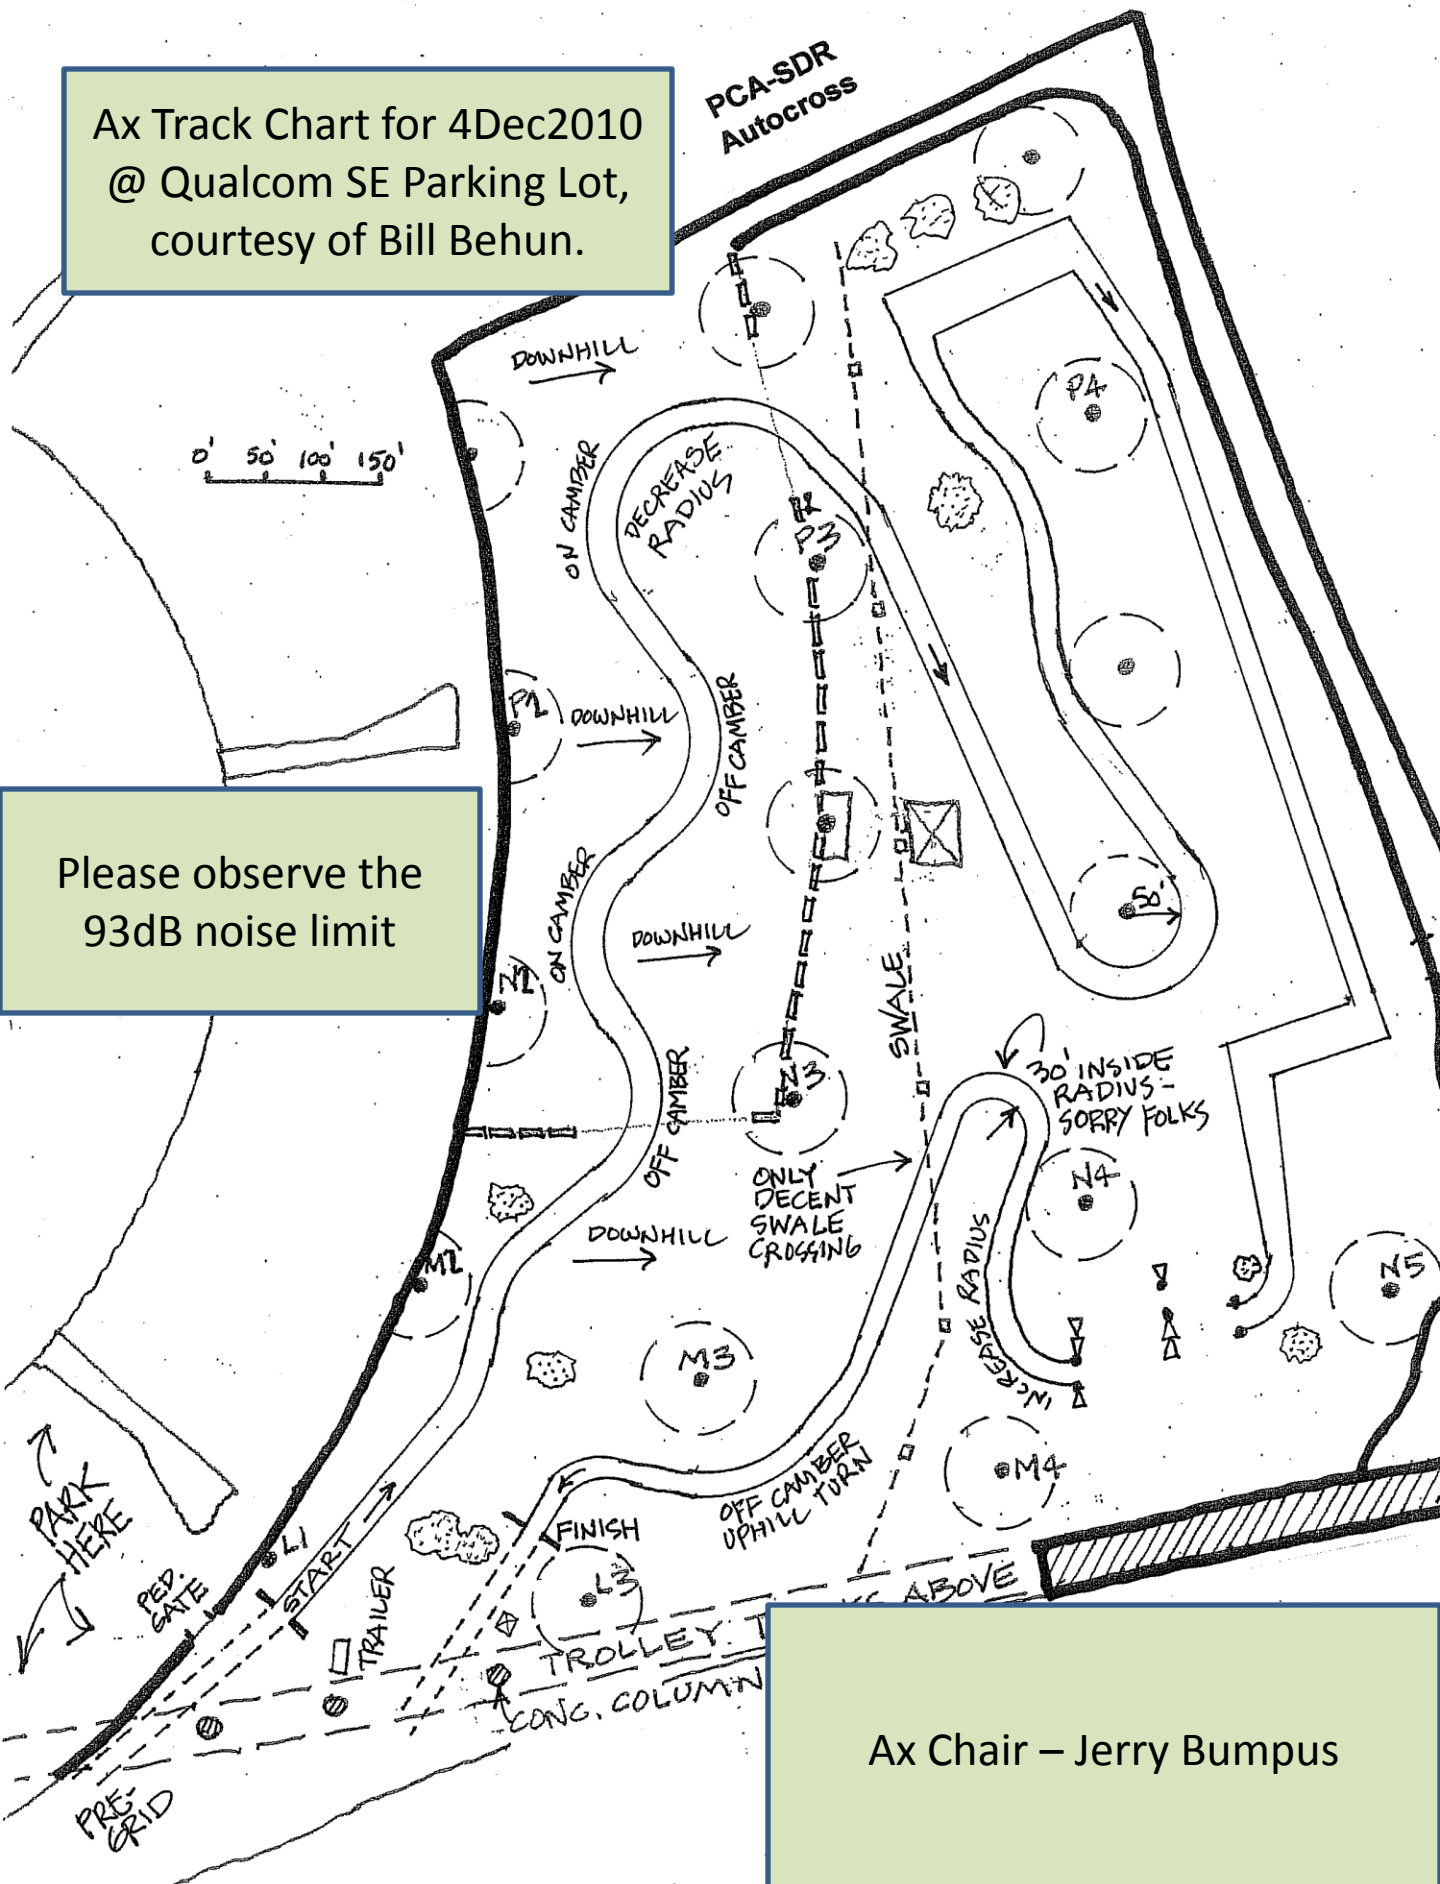 PCA-SDR
Autocross
Ax Track Chart for 4Dec2010
@ Qualcom SE Parking Lot,
courtesy of Bill Behun.
DOWNHILL
0' 50' 100' 150'
ON CAMBER
DECREASE
RADIUS
P4
P3
P2
DOWNHILL
OFF CAMBER
Please observe the
93dB noise limit
ON CAMBER
DOWNHILL
50'
N2
SWALE
N3
OFF CAMBER
30' INSIDE
RADIUS-
SORRY FOLKS
ONLY
DECENT
SWALE
CROSSING
N4
DOWNHILL
M2
N5
INCREASE RADIUS
M3
M4
OFF CAMBER
UPHILL TURN
PARK
HERE
FINISH
L1
START
PED.
GATE
TRAILER
L3
ABOVE
TROLLEY
CONC. COLUMN
PRE-
GRID
Ax Chair – Jerry Bumpus